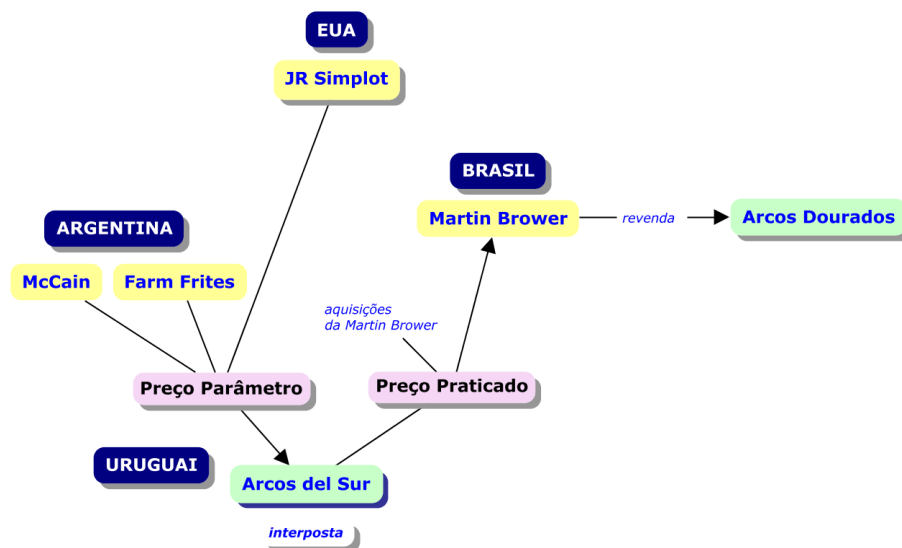 EUA
JR Simplot
BRASIL
Martin Brower
revenda
Arcos Dourados
ARGENTINA
McCain
Farm Frites
aquisições
da Martin Brower
Preço Parâmetro
Preço Praticado
URUGUAI
Arcos del Sur
interposta